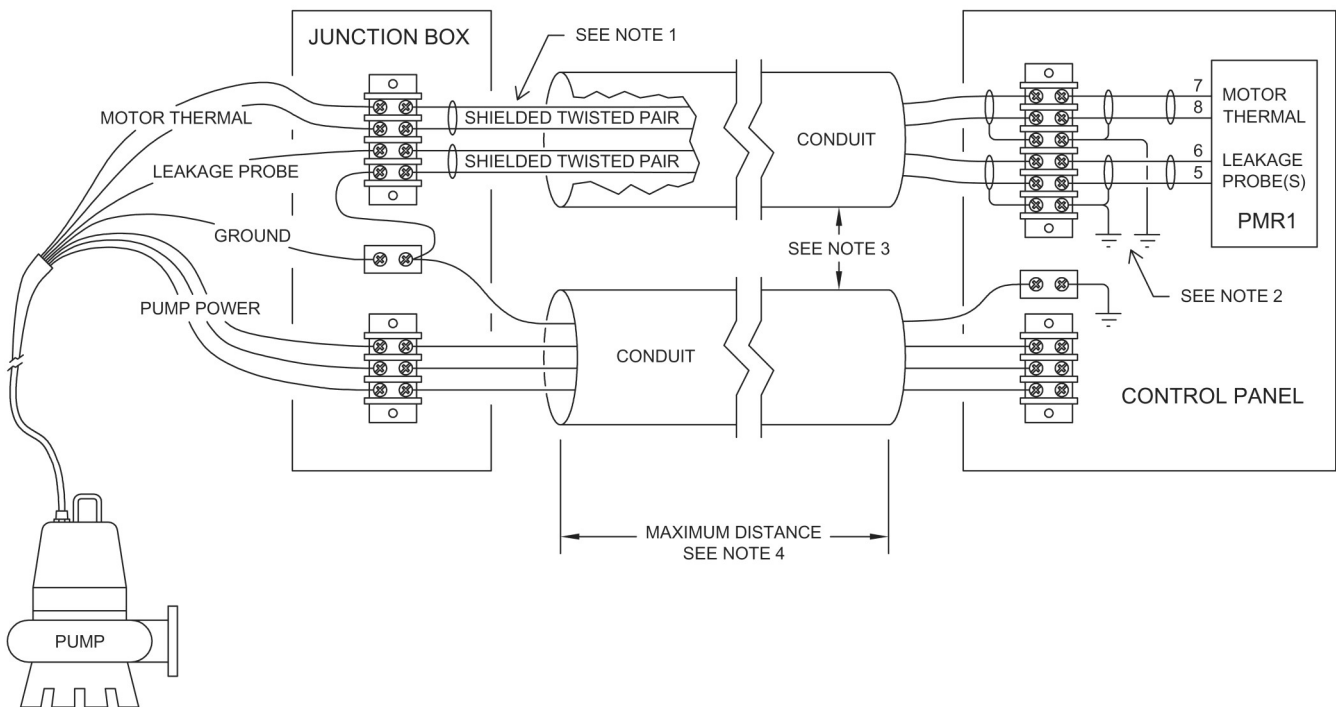 JUNCTION BOX
SEE NOTE 1
MOTOR THERMAL
SHIELDED TWISTED PAIR
SHIELDED TWISTED PAIR
LEAKAGE PROBE
GROUND
PUMP POWER
CONDUIT
SEE NOTE 3
CONDUIT
7
8
6
5
MOTOR
THERMAL
LEAKAGE
PROBE(S)
PMR1
SEE NOTE 2
CONTROL PANEL
MAXIMUM DISTANCE
SEE NOTE 4
PUMP